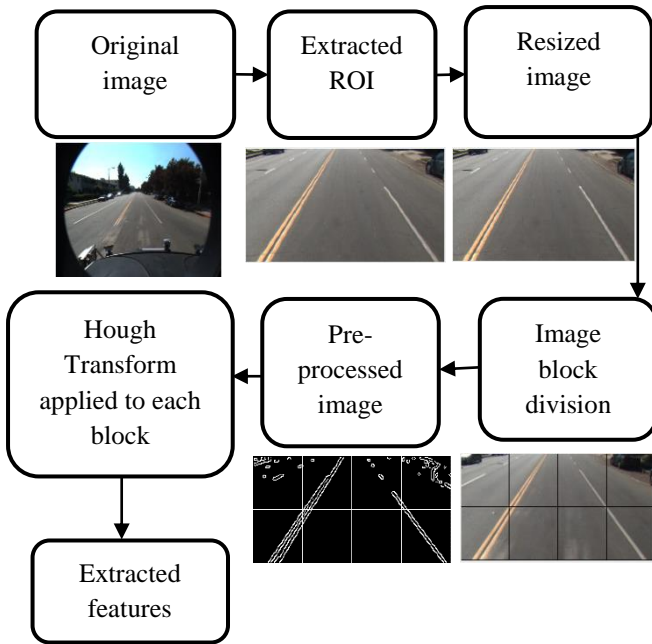 Original
image
Extracted
ROI
Resized
image
Image
block
division
Pre-
processed
image
Hough
Transform
applied to each
block
Extracted
features